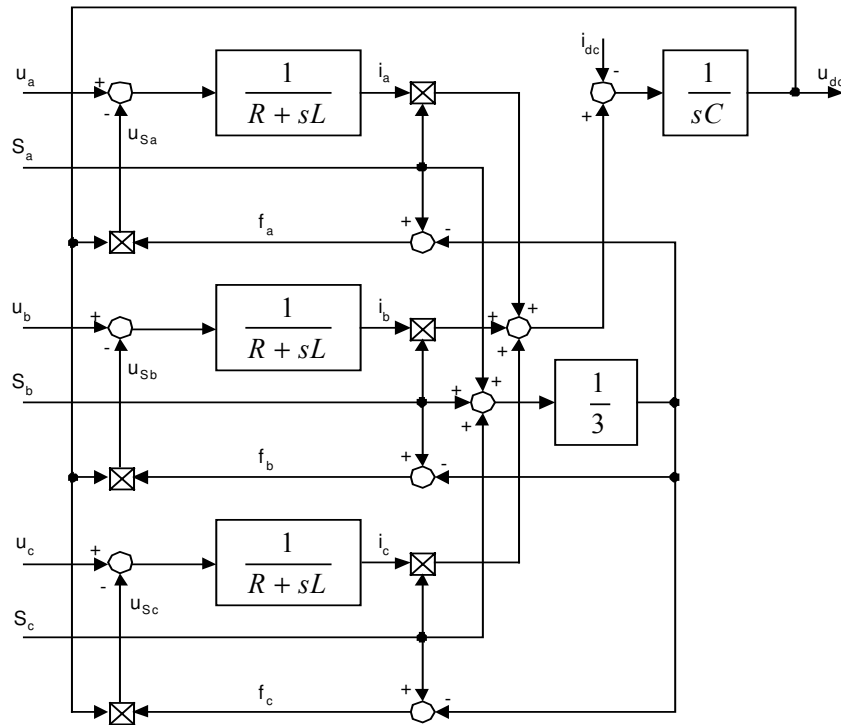 i_dc
-
+
1
sC
u_dc
u_a
+
-
1
R + sL
i_a
u_Sa
S_a
f_a
+
-
u_b
+
-
1
R + sL
i_b
+
+
+
u_Sb
S_b
+
+
+
1
3
f_b
+
-
u_c
+
-
1
R + sL
i_c
u_Sc
S_c
f_c
+
-